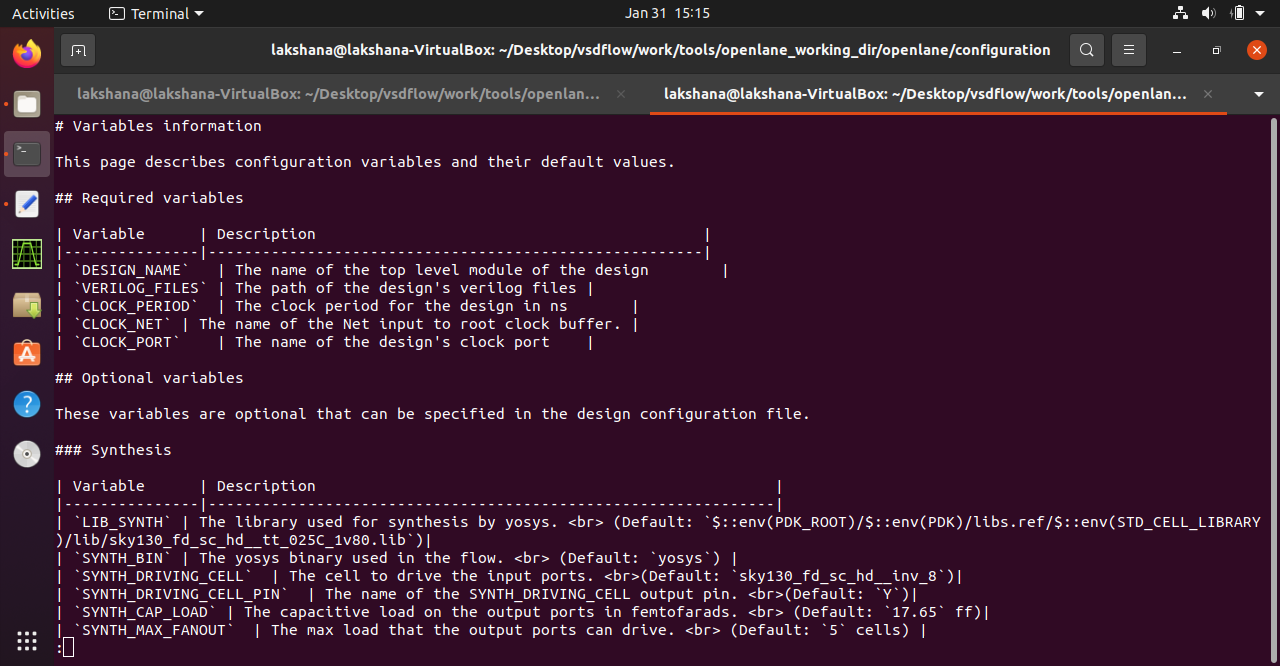 Activities
Terminal
Jan 31 15:15
lakshana@lakshana-VirtualBox: ~/Desktop/vsdflow/work/tools/openlane_working_dir/openlane/configuration
lakshana@lakshana-VirtualBox: ~/Desktop/vsdflow/work/tools/openlan...
lakshana@lakshana-VirtualBox: ~/Desktop/vsdflow/work/tools/openlan...
# Variables information
This page describes configuration variables and their default values.
## Required variables
| Variable      | Description                                           |
|---------------|-------------------------------------------------------|
| `DESIGN_NAME`   | The name of the top level module of the design        |
| `VERILOG_FILES` | The path of the design's verilog files |
| `CLOCK_PERIOD`  | The clock period for the design in ns       |
| `CLOCK_NET` | The name of the Net input to root clock buffer. |
| `CLOCK_PORT`    | The name of the design's clock port    |
## Optional variables
These variables are optional that can be specified in the design configuration file.
### Synthesis
| Variable      | Description                                                   |
|---------------|---------------------------------------------------------------|
| `LIB_SYNTH` | The library used for synthesis by yosys. <br> (Default: `$::env(PDK_ROOT)/$::env(PDK)/libs.ref/$::env(STD_CELL_LIBRARY
)/lib/sky130_fd_sc_hd__tt_025C_1v80.lib`)|
| `SYNTH_BIN` | The yosys binary used in the flow. <br> (Default: `yosys`) |
| `SYNTH_DRIVING_CELL`  | The cell to drive the input ports. <br>(Default: `sky130_fd_sc_hd__inv_8`)|
| `SYNTH_DRIVING_CELL_PIN`  | The name of the SYNTH_DRIVING_CELL output pin. <br>(Default: `Y`)|
| `SYNTH_CAP_LOAD` | The capacitive load on the output ports in femtofarads. <br> (Default: `17.65` ff)|
| `SYNTH_MAX_FANOUT`  | The max load that the output ports can drive. <br> (Default: `5` cells) |
: